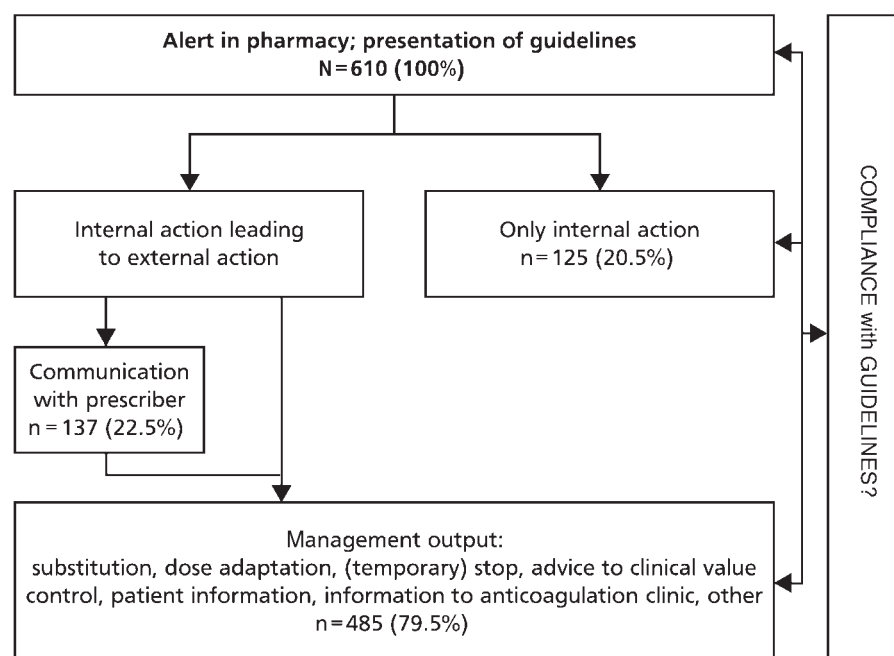 Alert in pharmacy; presentation of guidelines
N=610 (100%)
Internal action leading
to external action
Only internal action
n=125 (20.5%)
Communication
with prescriber
n=137 (22.5%)
Management output:
substitution, dose adaptation, (temporary) stop, advice to clinical value
control, patient information, information to anticoagulation clinic, other
n=485 (79.5%)
COMPLIANCE with GUIDELINES?